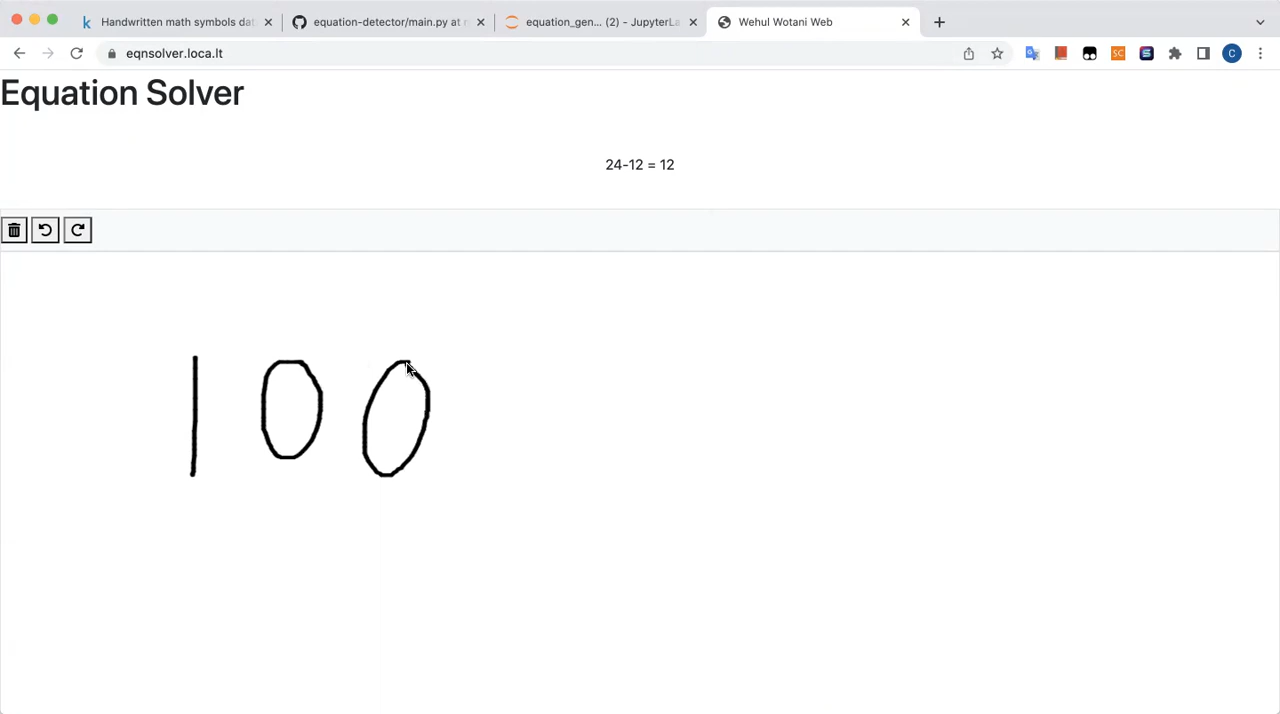 Handwritten math symbols dat
equation-detector/main.py at r
equation_gen... (2) - JupyterLa
Wehul Wotani Web
eqnsolver.loca.lt
SC
S
C
Equation Solver
24-12 = 12
100